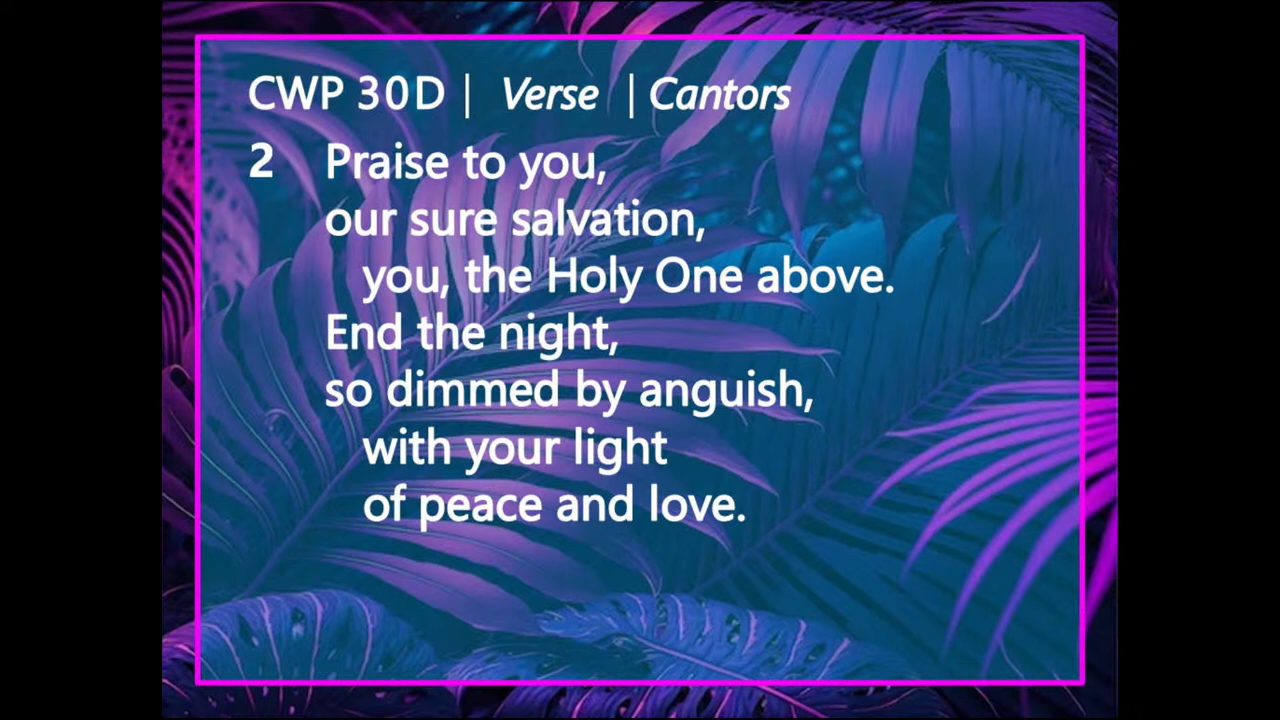 CWP 30D | Verse | Cantors
2 Praise to you,
our sure salvation,
you, the Holy One above.
End the night,
so dimmed by anguish,
with your light
of peace and love.